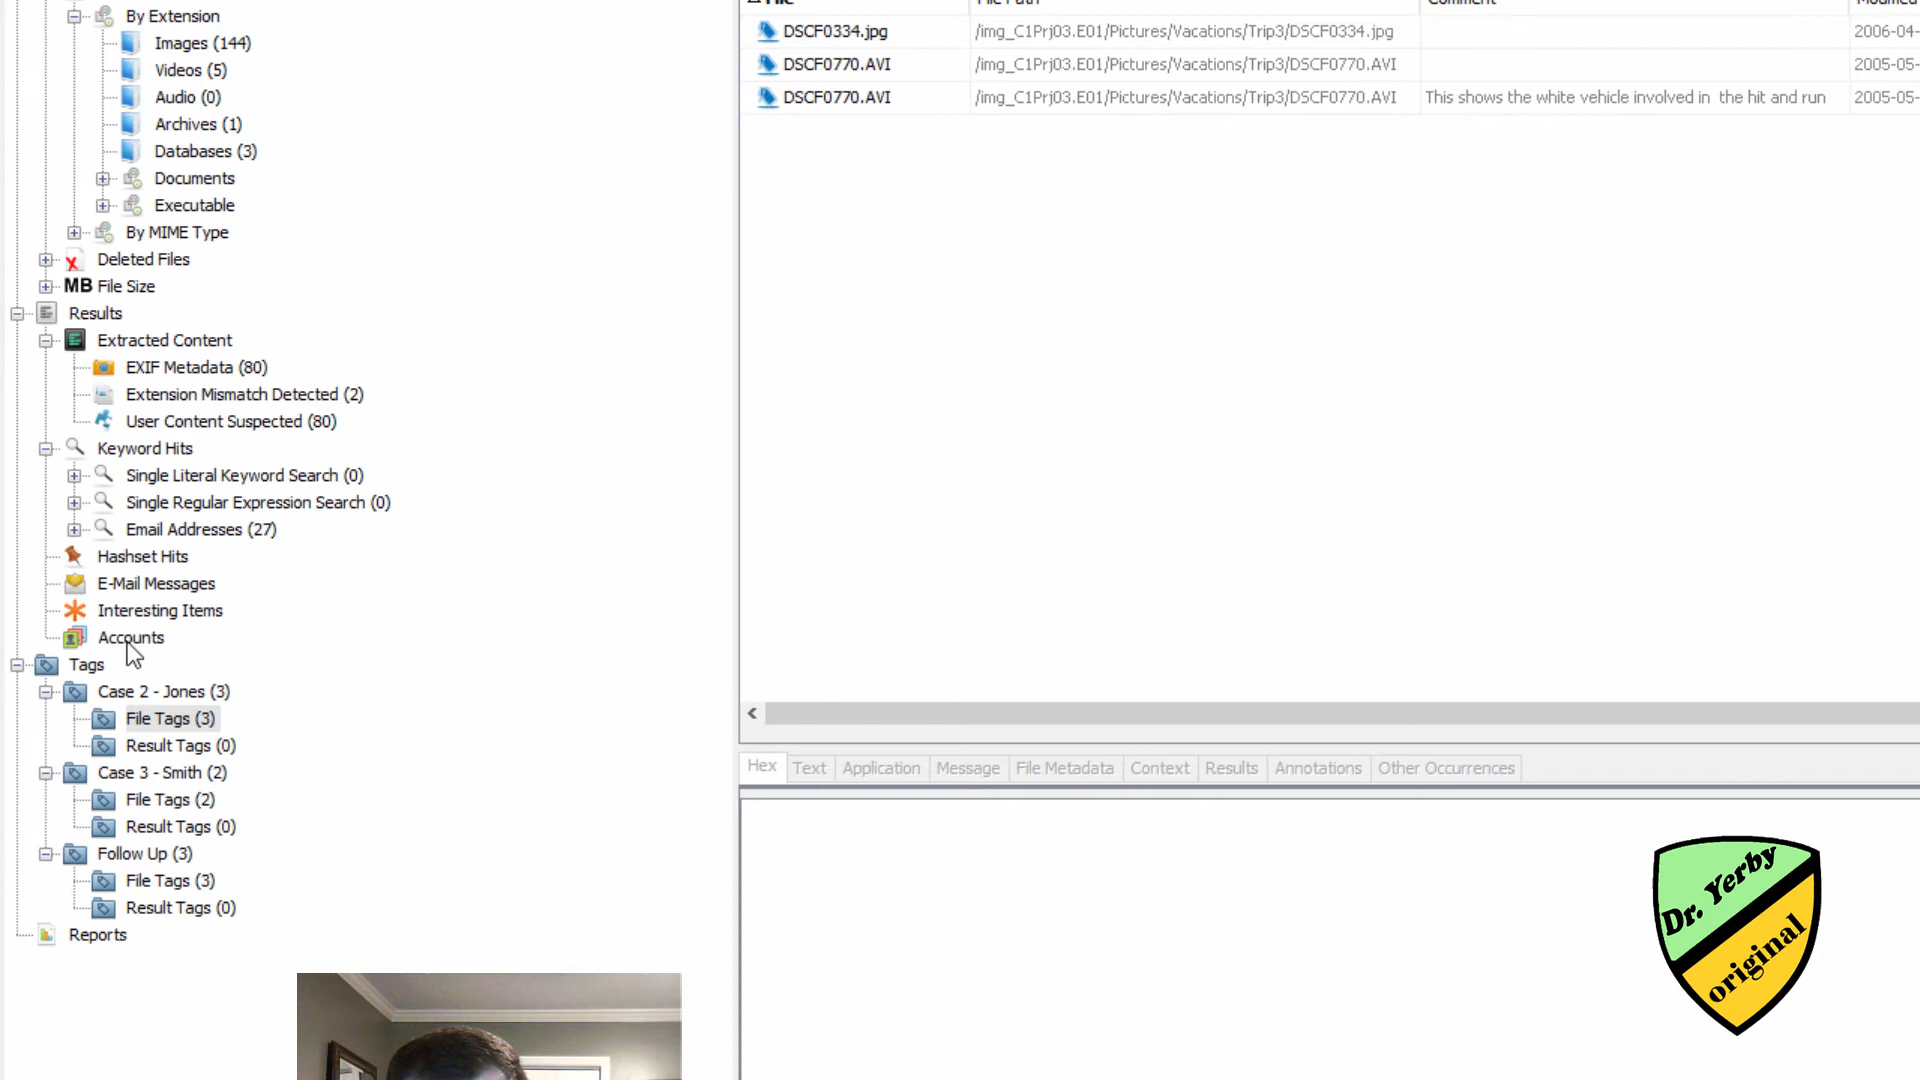 By Extension
Images (144)
Videos (5)
Audio (0)
Archives (1)
Databases (3)
Documents
Executable
By MIME Type
Deleted Files
MB File Size
Results
Extracted Content
EXIF Metadata (80)
Extension Mismatch Detected (2)
User Content Suspected (80)
Keyword Hits
Single Literal Keyword Search (0)
Single Regular Expression Search (0)
Email Addresses (27)
Hashset Hits
E-Mail Messages
Interesting Items
Accounts
Tags
Case 2 - Jones (3)
File Tags (3)
Result Tags (0)
Case 3 - Smith (2)
File Tags (2)
Result Tags (0)
Follow Up (3)
File Tags (3)
Result Tags (0)
Reports
DSCF0334.jpg /img_C1Prj03.E01/Pictures/Vacations/Trip3/DSCF0334.jpg 2006-04-
DSCF0770.AVI /img_C1Prj03.E01/Pictures/Vacations/Trip3/DSCF0770.AVI 2005-05-
DSCF0770.AVI /img_C1Prj03.E01/Pictures/Vacations/Trip3/DSCF0770.AVI This shows the white vehicle involved in the hit and run 2005-05-
Hex Text Application Message File Metadata Context Results Annotations Other Occurrences
Dr. Yerby
original